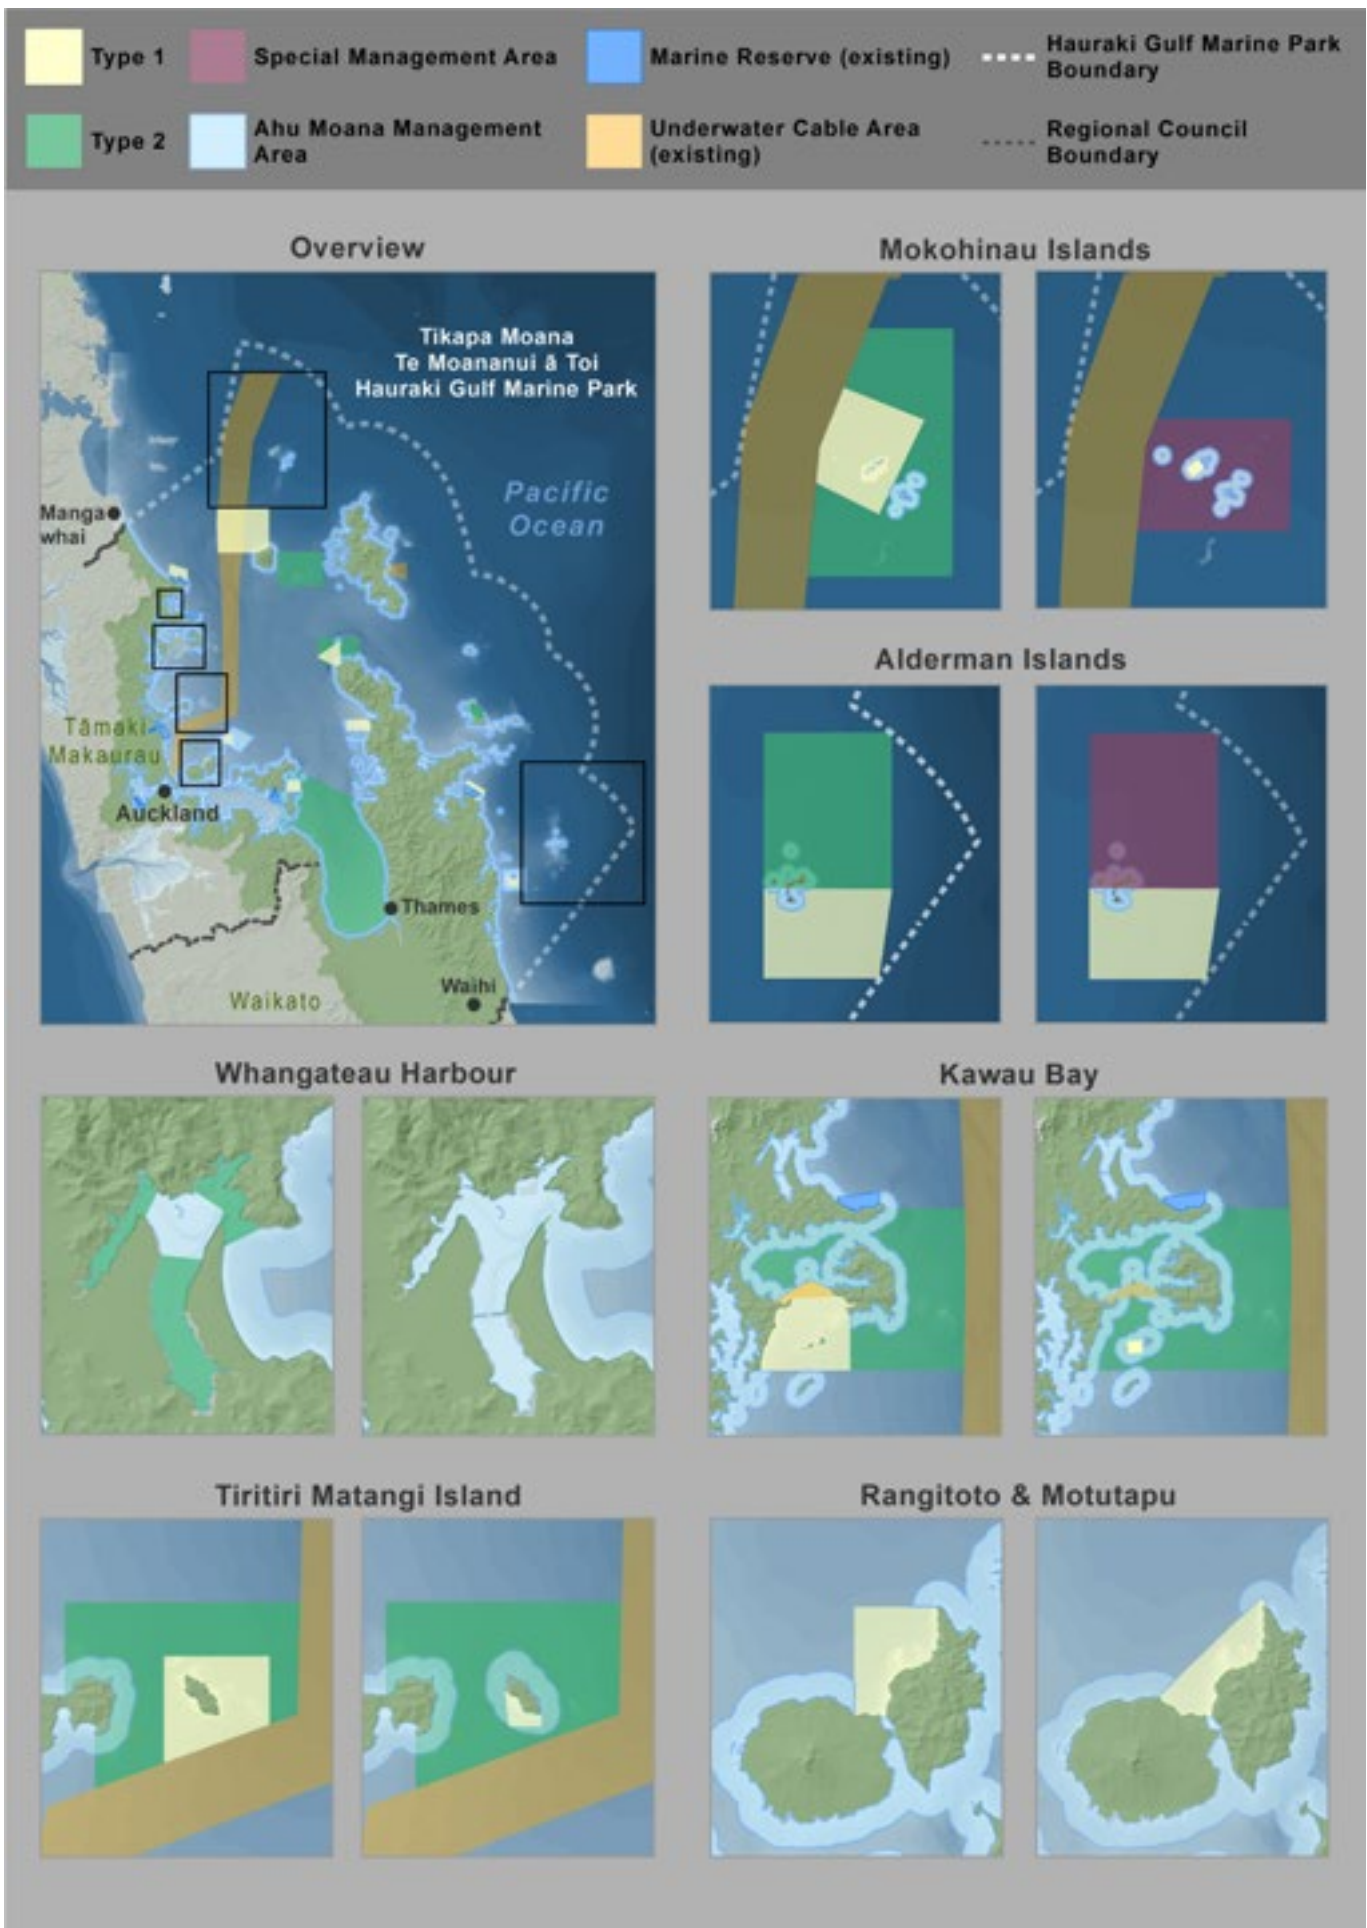 Type 1
Special Management Area
Marine Reserve (existing)
Hauraki Gulf Marine Park
Boundary
Type 2
Ahu Moana Management
Area
Underwater Cable Area
(existing)
Regional Council
Boundary
Overview
Mokohinau Islands
Tīkapa Moana
Te Moananui ā Toi
Hauraki Gulf Marine Park
Pacific
Ocean
Manga
whai
Tāmaki
Makaurau
Auckland
Thames
Waihi
Waikato
Alderman Islands
Whangateau Harbour
Kawau Bay
Tiritiri Matangi Island
Rangitoto & Motutapu